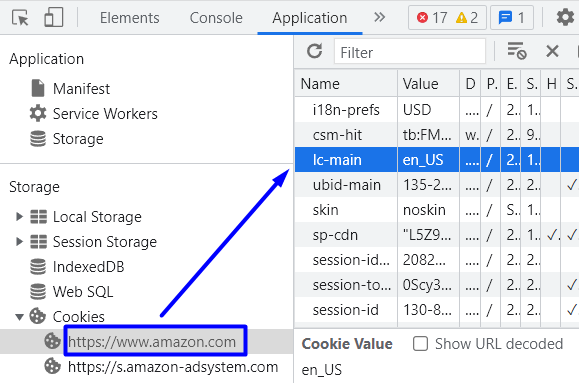 Elements Console Application 17 2 1
Application
Manifest
Service Workers
Storage
Storage
Local Storage
Session Storage
IndexedDB
Web SQL
Cookies
https://www.amazon.com
https://s.amazon-adsystem.com
Filter
Name Value D P. E. S. H S.
i18n-prefs USD .... / 2.. 1..
csm-hit tb:FM... .... / 2.. 9..
lc-main en_US .... / 2.. 1..
ubid-main 135-2... .... / 2.. 1.. ✓
skin noskin .... / S.. 1..
sp-cdn "L5Z9... .... / 2.. 1.. ✓ ✓
session-id... 2082... .... / 2.. 1..
session-to... 0Scy3... .... / 2.. 1.. ✓
session-id 130-8... .... / 2.. 1.. ✓
Cookie Value Show URL decoded
en_US